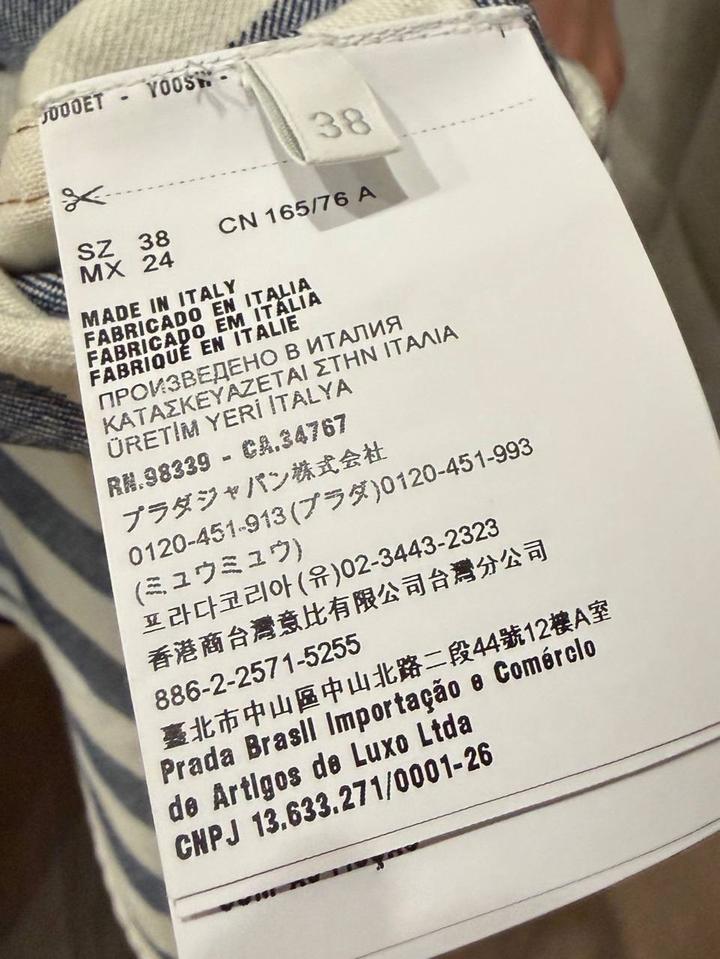 38
SZ 38 CN 165/76 A
MX 24
MADE IN ITALY
FABRICADO EN ITALIA
FABRICADO EM ITÁLIA
FABRIQUÉ EN ITALIE
ПРОИЗВЕДЕНО В ИТАЛИЯ
ΚΑΤΑΣΚΕΥΑΖΕΤΑΙ ΣΤΗΝ ΙΤΑΛΙΑ
ÜRETİM YERİ İTALYA
RN.98339 - CA.34767
プラダジャパン株式会社
0120-451-913(プラダ)0120-451-993
(ミュウミュウ)
프라다코리아(유)02-3443-2323
香港商台灣意比有限公司台灣分公司
886-2-2571-5255
臺北市中山區中山北路二段44號12樓A室
Prada Brasil Importação e Comércio
de Artigos de Luxo Ltda
CNPJ 13.633.271/0001-26